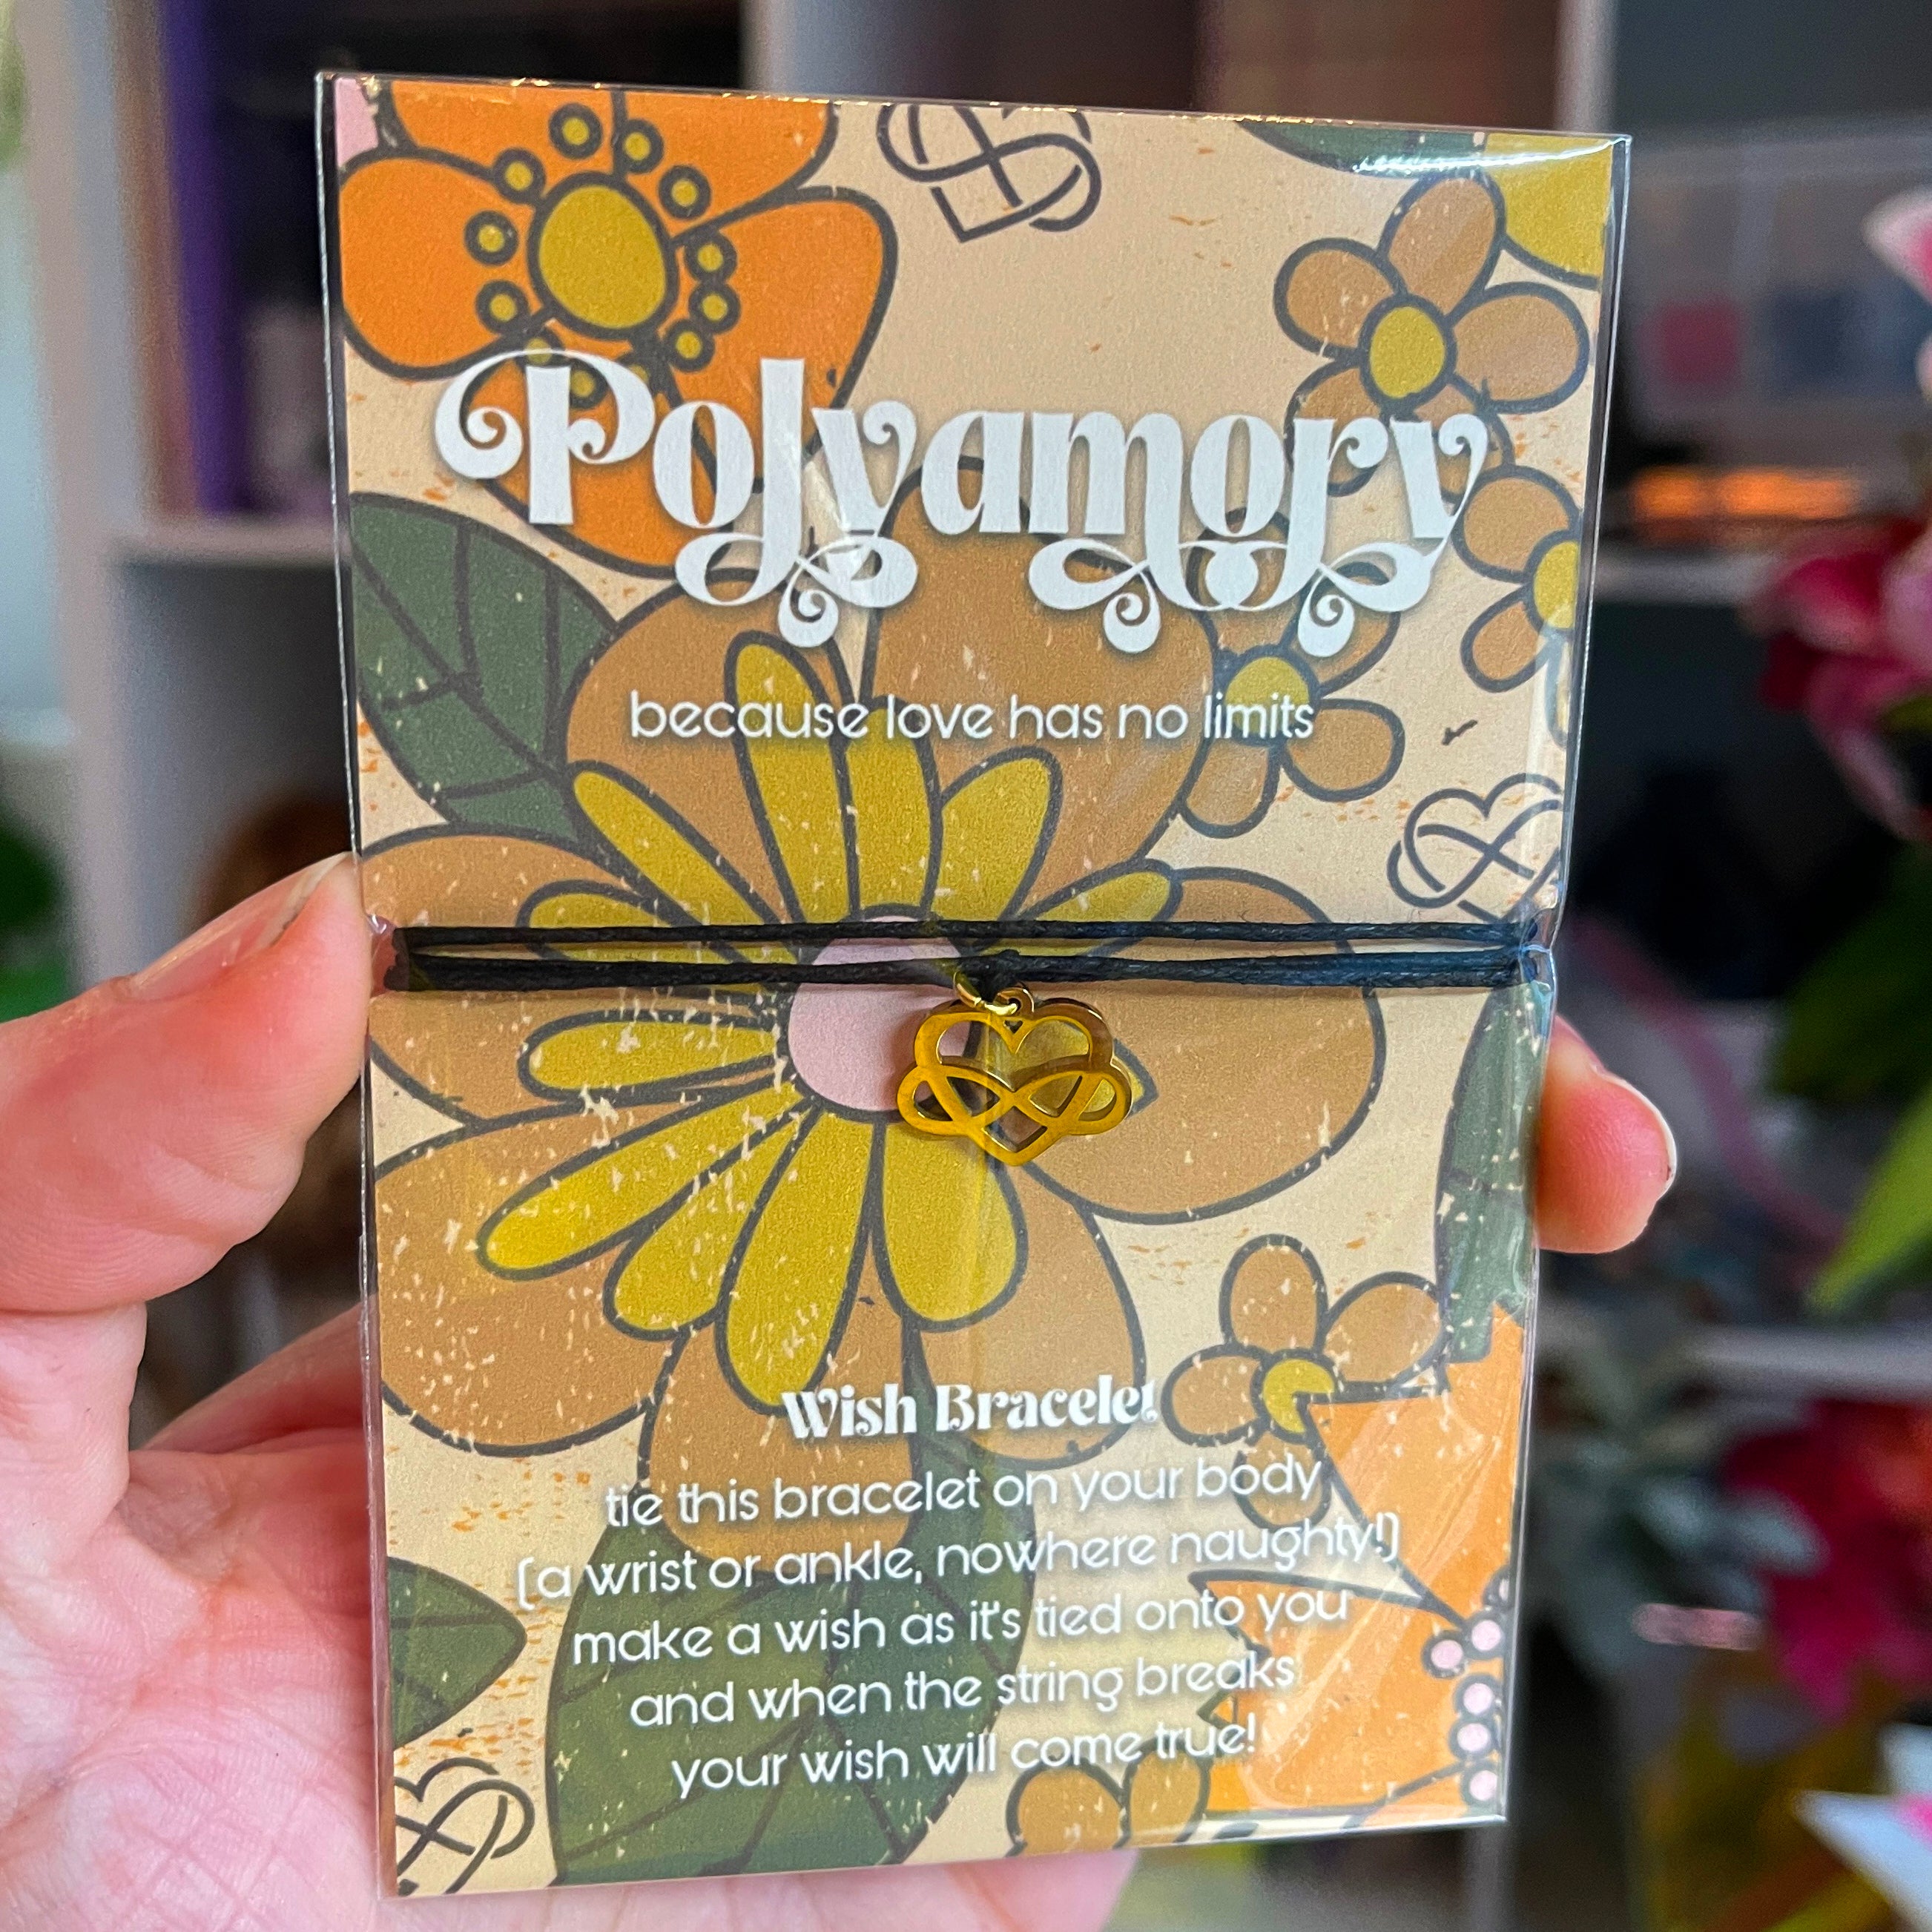 Polyamory
because love has no limits
Wish Bracelet
tie this bracelet on your body
(a wrist or ankle, nowhere naughty!)
make a wish as it's tied onto you
and when the string breaks
your wish will come true!